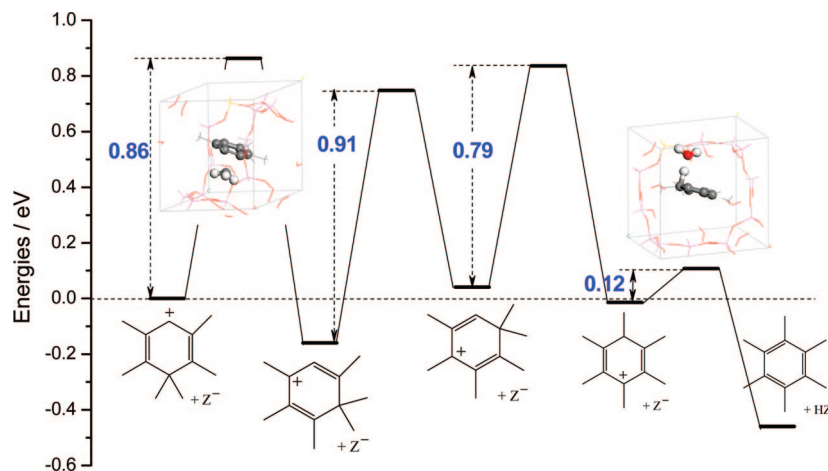 1.0
0.8
0.6
0.4
0.2
0.0
-0.2
-0.4
-0.6
Energies / eV
0.86
0.91
0.79
0.12
+
+ Z−
+
+ Z−
+
+ Z−
+
+ Z−
+ HZ